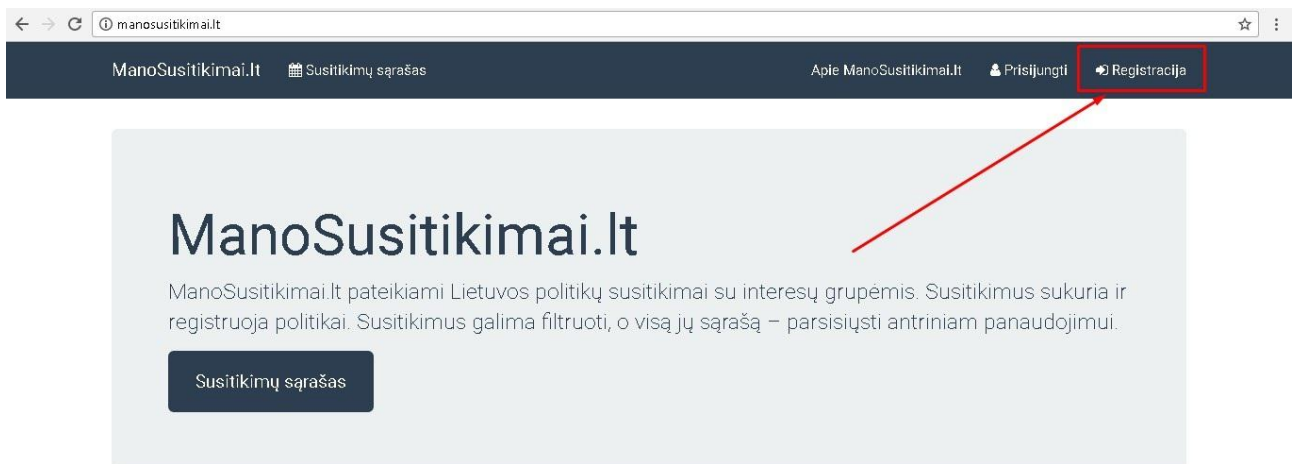 manosusitikimai.lt
ManoSusitikimai.lt Susitikimų sąrašas Apie ManoSusitikimai.lt Prisijungti Registracija
ManoSusitikimai.lt
ManoSusitikimai.lt pateikiami Lietuvos politikų susitikimai su interesų grupėmis. Susitikimus sukuria ir
registruoja politikai. Susitikimus galima filtruoti, o visą jų sąrašą – parsisiųsti antriniam panaudojimui.
Susitikimų sąrašas